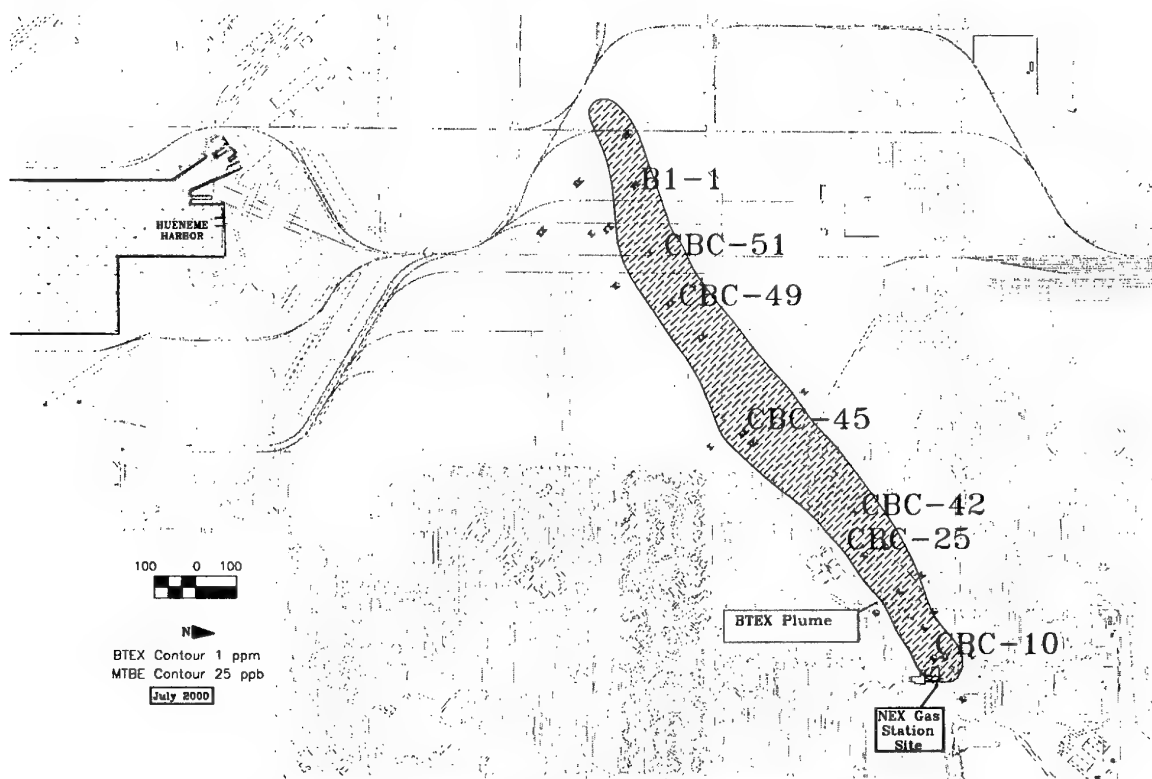 B1-1
HUENEME
HARBOR
CBC-51
CBC-49
CBC-45
CBC-42
CBC-25
100 0 100
BTEX Plume
N
CBC-10
BTEX Contour 1 ppm
MTBE Contour 25 ppb
July 2000
NEX Gas
Station
Site